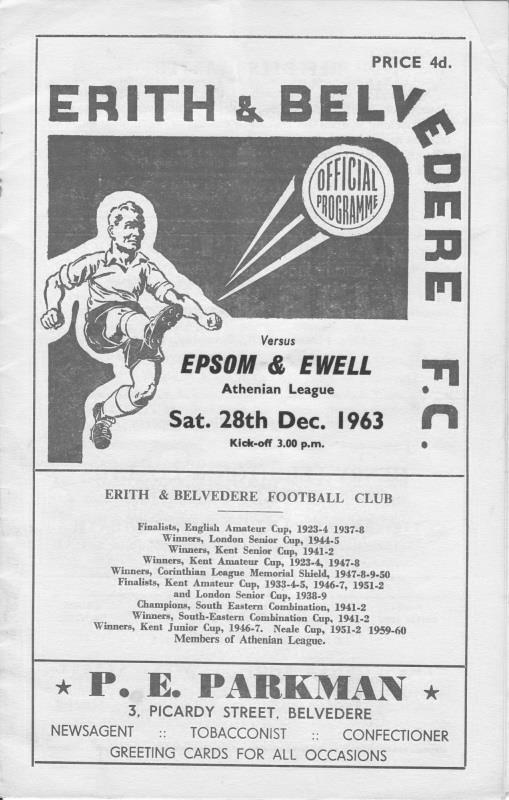 PRICE 4d.
ERITH & BELVEDERE F.C.
OFFICIAL
PROGRAMME
Versus
EPSOM & EWELL
Athenian League
Sat. 28th Dec. 1963
Kick-off 3.00 p.m.
ERITH & BELVEDERE FOOTBALL CLUB
Finalists, English Amateur Cup, 1923-4 1937-8
Winners, London Senior Cup, 1944-5
Winners, Kent Senior Cup, 1941-2
Winners, Kent Amateur Cup, 1923-4, 1947-8
Winners, Corinthian League Memorial Shield, 1947-8-9-50
Finalists, Kent Amateur Cup, 1933-4-5, 1946-7, 1951-2
and London Senior Cup, 1938-9
Champions, South Eastern Combination, 1941-2
Winners, South-Eastern Combination Cup, 1941-2
Winners, Kent Junior Cup, 1946-7. Neale Cup, 1951-2 1959-60
Members of Athenian League.
★ P. E. PARKMAN ★
3, PICARDY STREET, BELVEDERE
NEWSAGENT :: TOBACCONIST :: CONFECTIONER
GREETING CARDS FOR ALL OCCASIONS